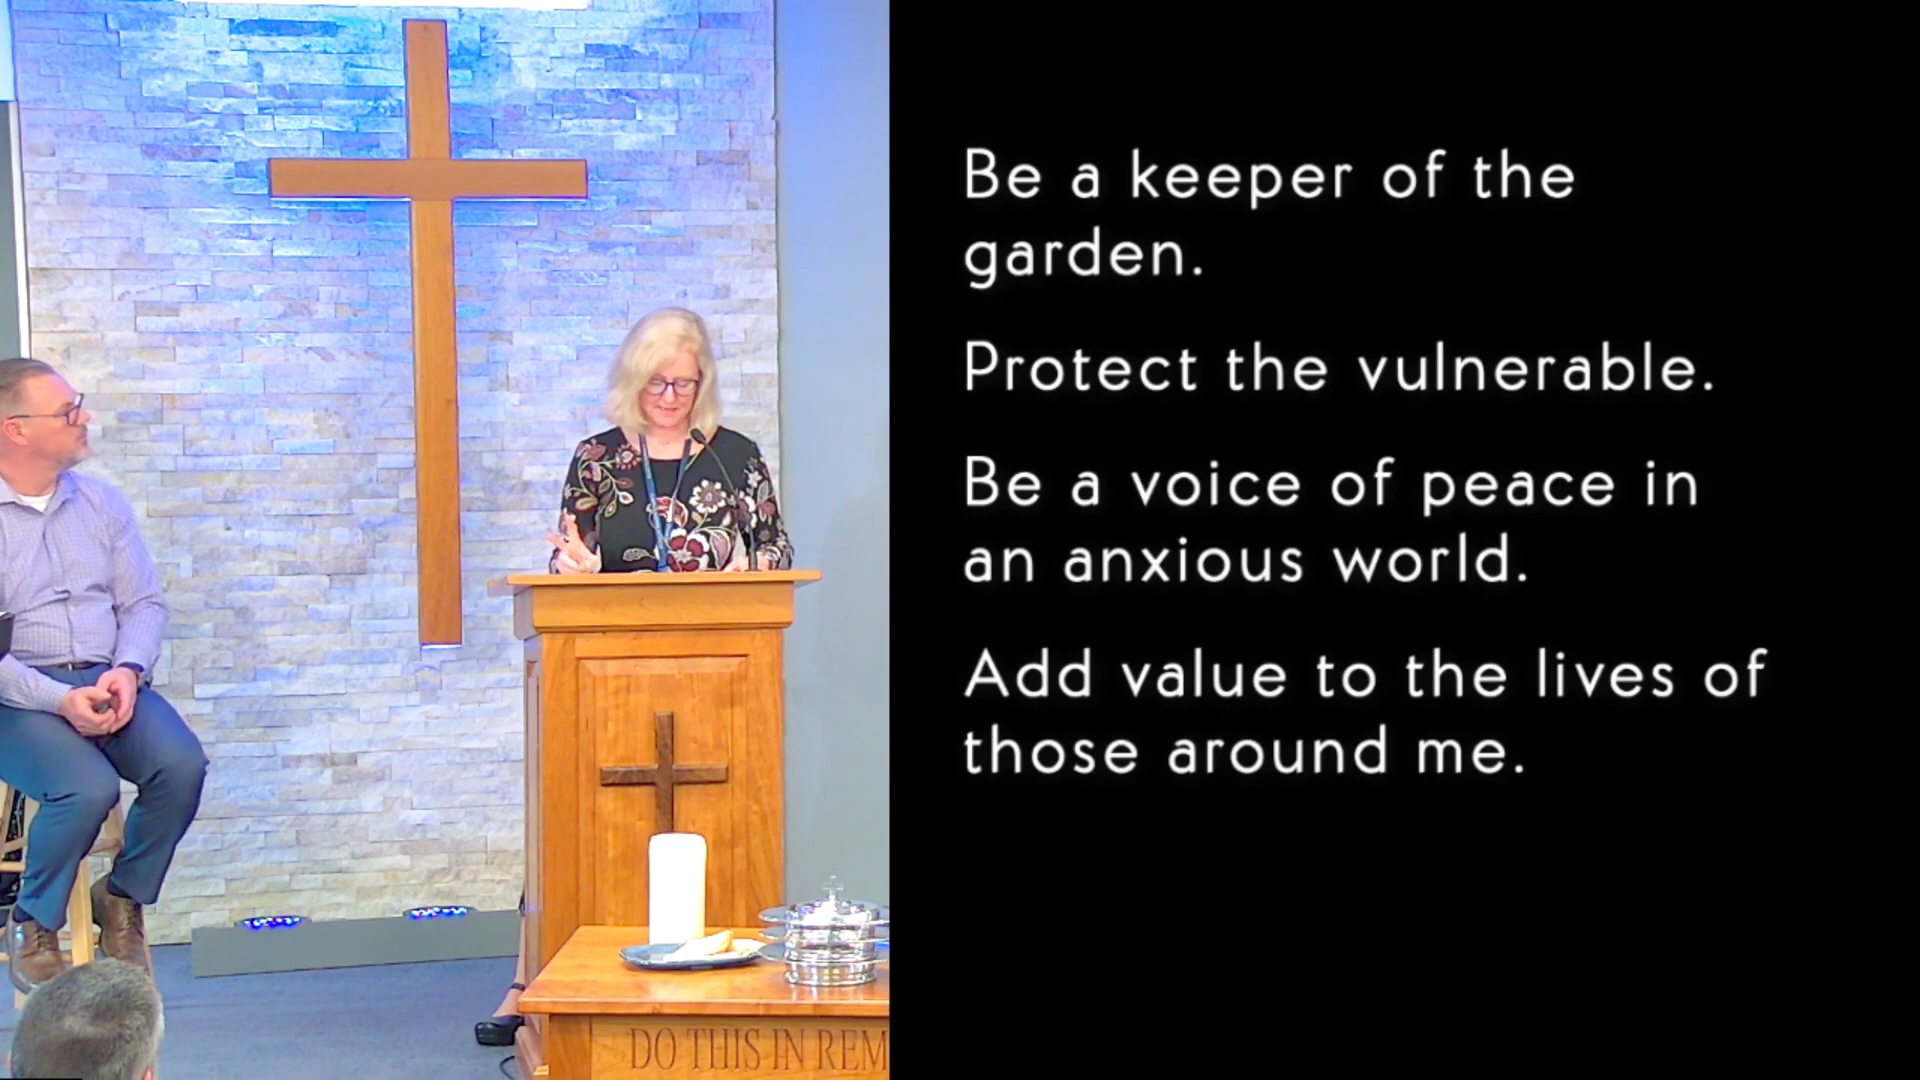 Be a keeper of the
garden.
Protect the vulnerable.
Be a voice of peace in
an anxious world.
Add value to the lives of
those around me.
DO THIS IN REM